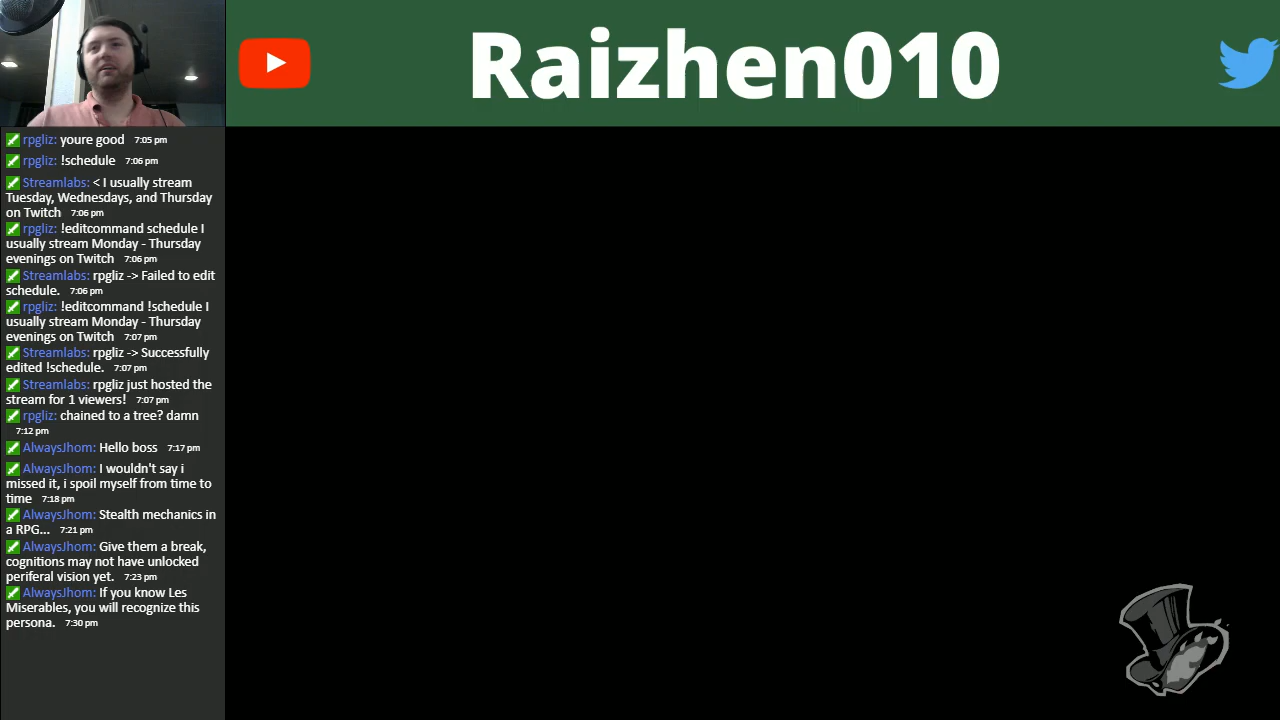 Raizhen010
rpgliz: youre good 7:05 pm
rpgliz: !schedule 7:06 pm
Streamlabs: < I usually stream
Tuesday, Wednesdays, and Thursday
on Twitch 7:06 pm
rpgliz: !editcommand schedule I
usually stream Monday - Thursday
evenings on Twitch 7:06 pm
Streamlabs: rpgliz -> Failed to edit
schedule. 7:06 pm
rpgliz: !editcommand !schedule I
usually stream Monday - Thursday
evenings on Twitch 7:07 pm
Streamlabs: rpgliz -> Successfully
edited !schedule. 7:07 pm
Streamlabs: rpgliz just hosted the
stream for 1 viewers! 7:07 pm
rpgliz: chained to a tree? damn
7:12 pm
AlwaysJhom: Hello boss 7:17 pm
AlwaysJhom: I wouldn't say i
missed it, i spoil myself from time to
time 7:18 pm
AlwaysJhom: Stealth mechanics in
a RPG... 7:21 pm
AlwaysJhom: Give them a break,
cognitions may not have unlocked
periferal vision yet. 7:23 pm
AlwaysJhom: If you know Les
Miserables, you will recognize this
persona. 7:30 pm